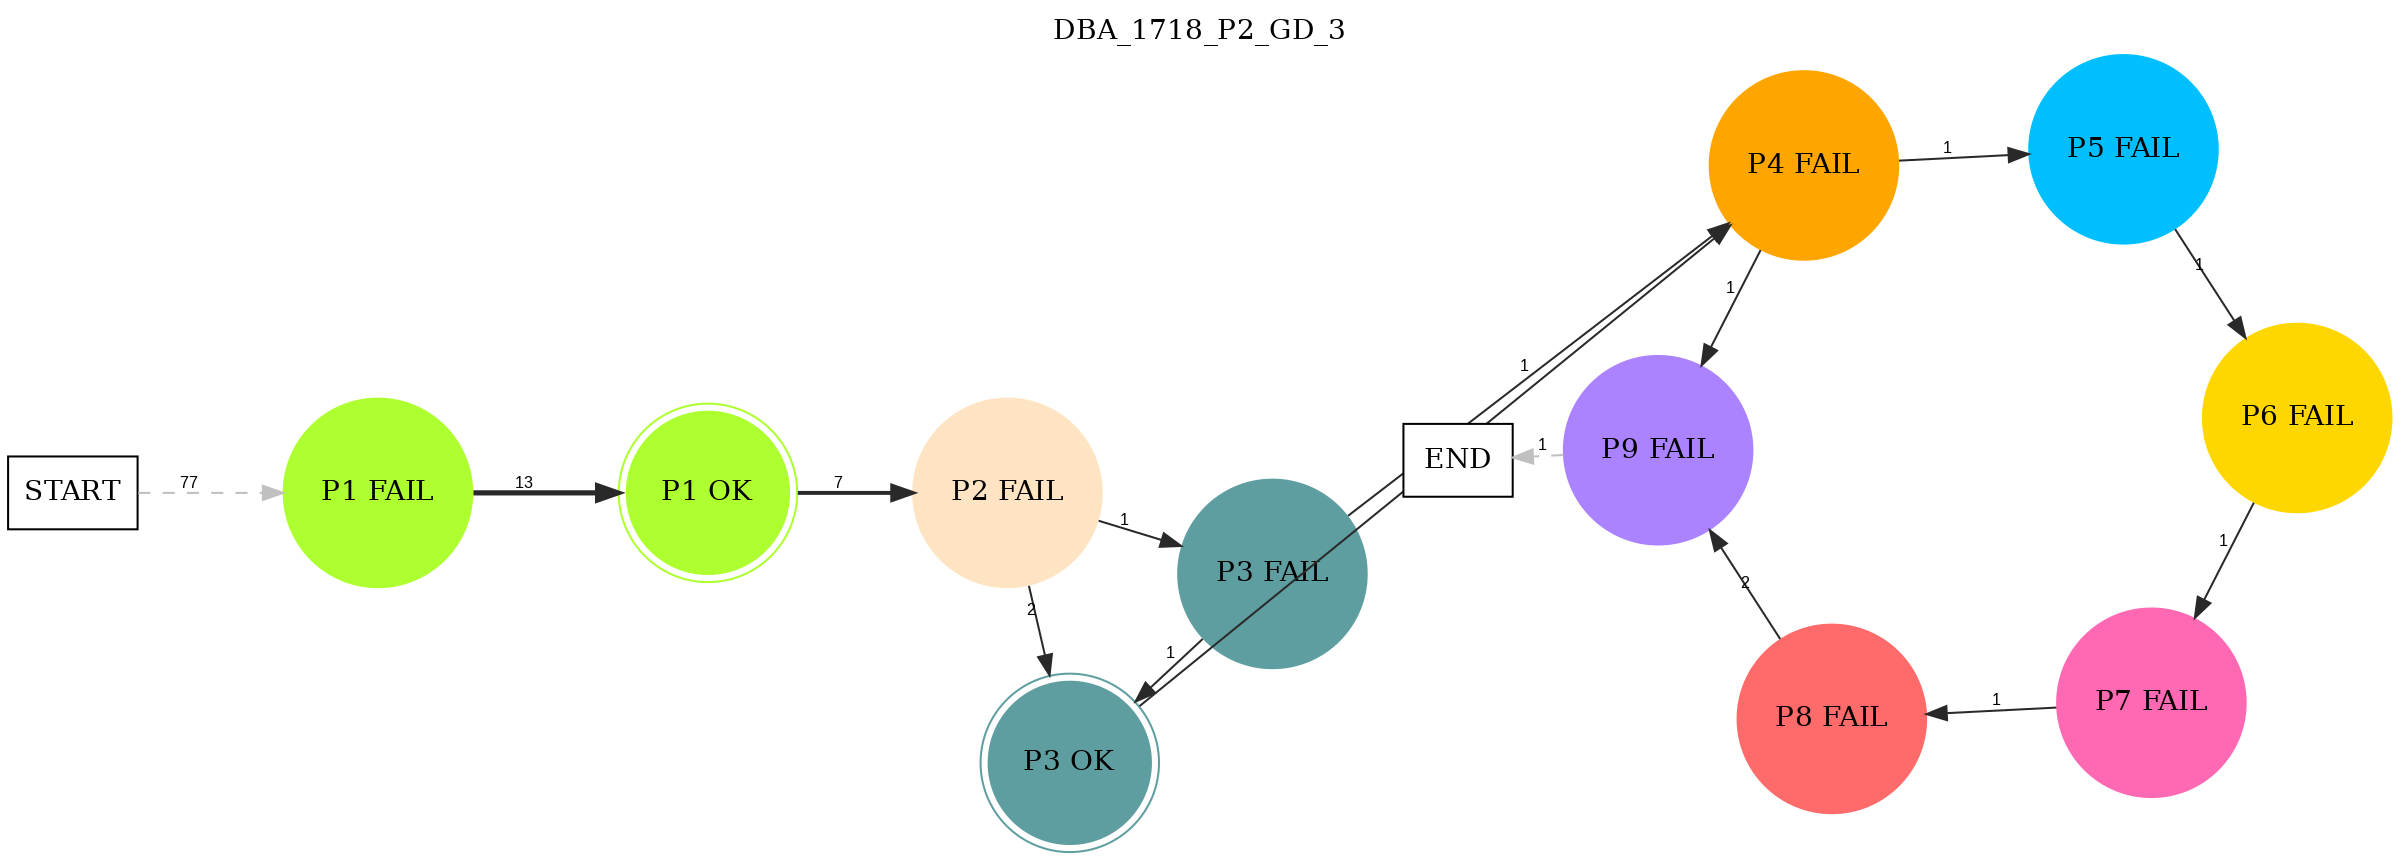 DBA_1718_P2_GD_3
START
77
P1 FAIL
13
P1 OK
7
P2 FAIL
1
2
P3 FAIL
1
P3 OK
1
END
1
P9 FAIL
P4 FAIL
1
1
P5 FAIL
1
P6 FAIL
1
P7 FAIL
1
P8 FAIL
2